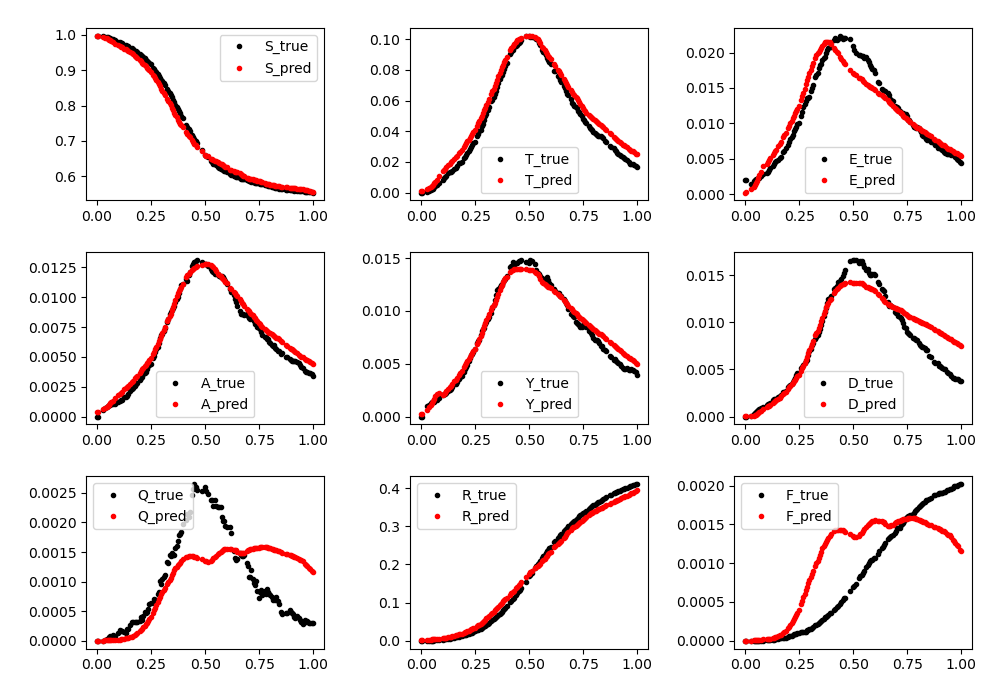 1.0
0.9
0.8
0.7
0.6
S_true
S_pred
0.00 0.25 0.50 0.75 1.00
0.10
0.08
0.06
0.04
0.02
0.00
T_true
T_pred
0.00 0.25 0.50 0.75 1.00
0.020
0.015
0.010
0.005
0.000
E_true
E_pred
0.00 0.25 0.50 0.75 1.00
0.0125
0.0100
0.0075
0.0050
0.0025
0.0000
A_true
A_pred
0.00 0.25 0.50 0.75 1.00
0.015
0.010
0.005
0.000
Y_true
Y_pred
0.00 0.25 0.50 0.75 1.00
0.015
0.010
0.005
0.000
D_true
D_pred
0.00 0.25 0.50 0.75 1.00
0.0025
0.0020
0.0015
0.0010
0.0005
0.0000
Q_true
Q_pred
0.00 0.25 0.50 0.75 1.00
0.4
0.3
0.2
0.1
0.0
R_true
R_pred
0.00 0.25 0.50 0.75 1.00
0.0020
0.0015
0.0010
0.0005
0.0000
F_true
F_pred
0.00 0.25 0.50 0.75 1.00